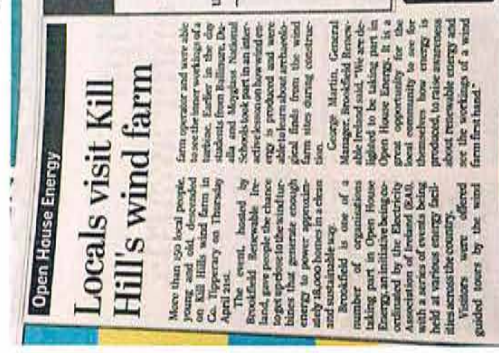 Open House Energy
Locals visit Kill
Hill's wind farm
More than 250 local people,
young and old, descended
on Kill Hills wind farm in
Co. Tipperary on Thursday
April 21st.
The event, hosted by
Brookfield Renewable Ire-
land, gave people the chance
to get up close to the wind tur-
bines that generate enough
energy to power approxim-
ately 18,000 homes in a clean
and sustainable way.
Brookfield is one of a
number of organisations
taking part in Open House
Energy, an initiative being co-
ordinated by the Electricity
Association of Ireland (EAI),
with a series of events being
held at various energy facil-
ities across the country.
Visitors were offered
guided tours by the wind
farm operator and were able
to see the inner workings of a
turbine. Earlier in the day
students from Ballinure,
and Moyglass National
Schools took part in an inter-
active lesson on how wind en-
ergy is produced and were
able to learn about archaeolo-
gical finds from the wind
farm sites during construc-
tion.
George Martin, General
Manager, Brookfield Renew-
able Ireland said, "We are de-
lighted to be taking part in
Open House Energy. It is a
great opportunity for the
local community to see for
themselves how energy is
produced, to raise awareness
about renewable energy and
see the workings of a wind
farm first hand."